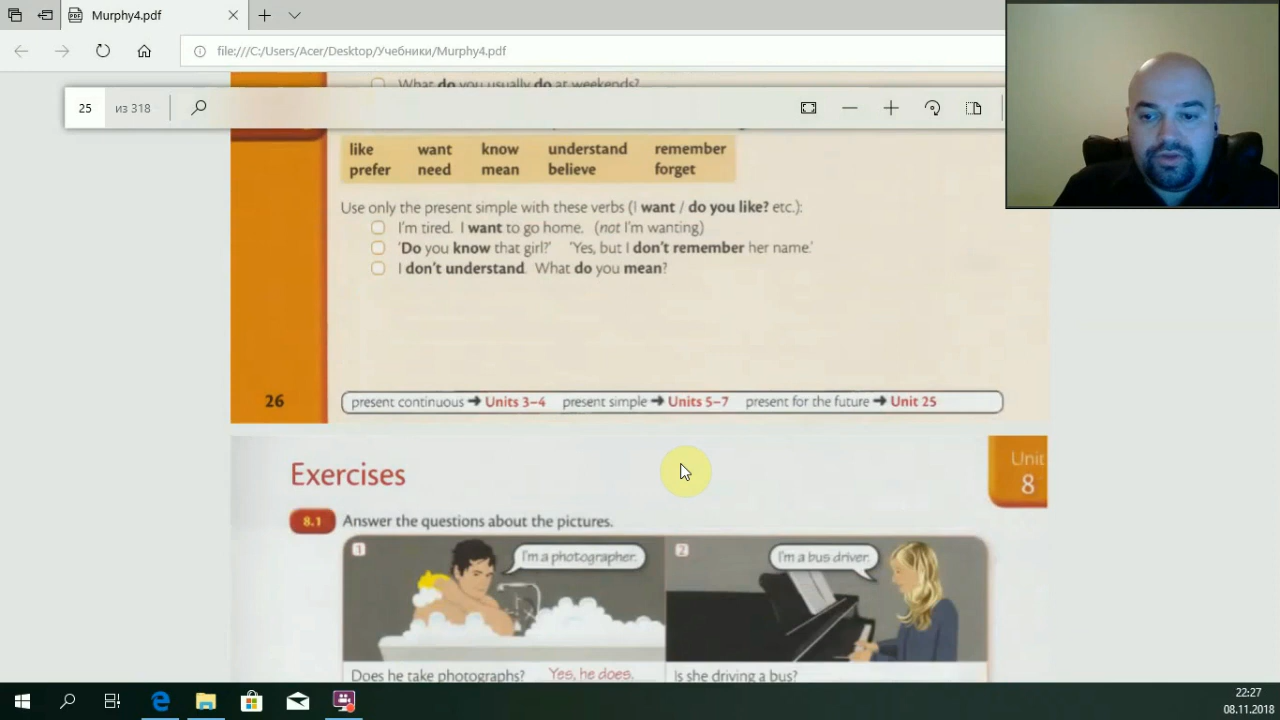 Murphy4.pdf
file:///C:/Users/Acer/Desktop/Учебники/Murphy4.pdf
What do you usually do at weekends?
25 из 318
like want know understand remember
prefer need mean believe forget
Use only the present simple with these verbs (I want / do you like? etc.):
I'm tired. I want to go home. (not I'm wanting)
'Do you know that girl?' 'Yes, but I don't remember her name.'
I don't understand. What do you mean?
26
present continuous ➜ Units 3–4 present simple ➜ Units 5–7 present for the future ➜ Unit 25
Exercises
Unit
8
8.1 Answer the questions about the pictures.
1
I'm a photographer.
2
I'm a bus driver.
Does he take photographs? Yes, he does.
Is she driving a bus?
22:27
08.11.2018